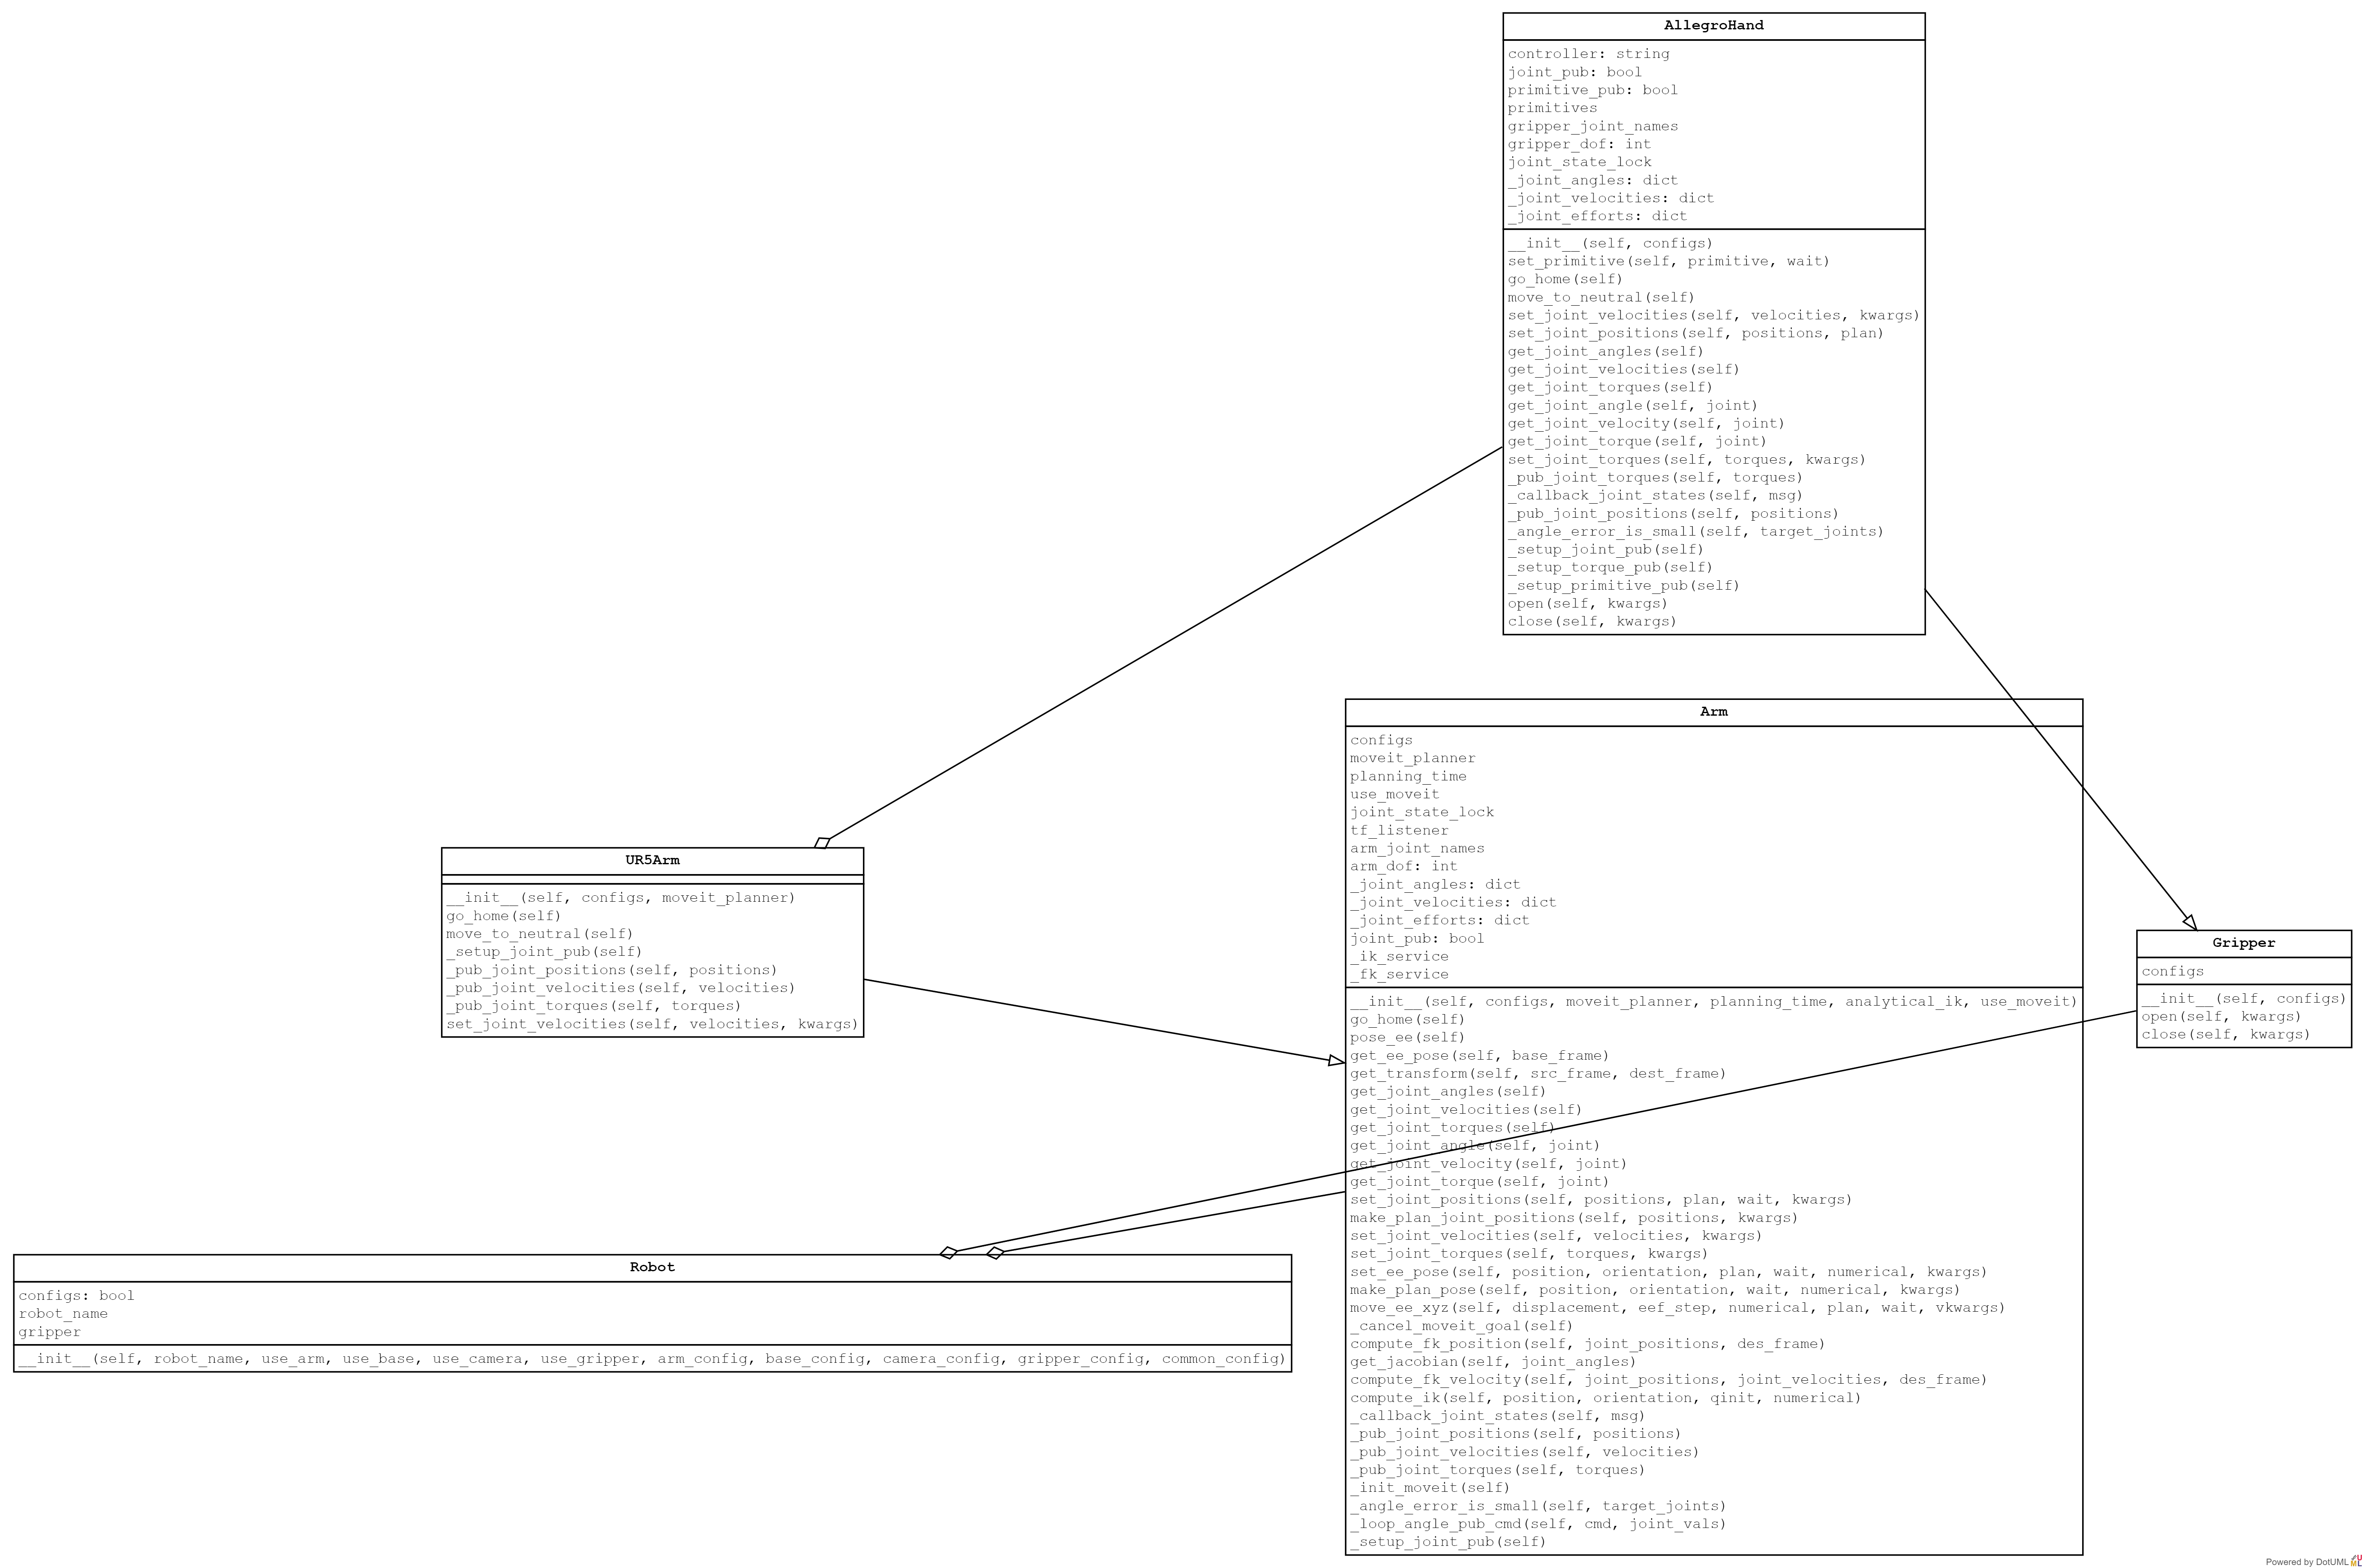 AllegroHand
controller: string
joint_pub: bool
primitive_pub: bool
primitives
gripper_joint_names
gripper_dof: int
joint_state_lock
_joint_angles: dict
_joint_velocities: dict
_joint_efforts: dict
__init__(self, configs)
set_primitive(self, primitive, wait)
go_home(self)
move_to_neutral(self)
set_joint_velocities(self, velocities, kwargs)
set_joint_positions(self, positions, plan)
get_joint_angles(self)
get_joint_velocities(self)
get_joint_torques(self)
get_joint_angle(self, joint)
get_joint_velocity(self, joint)
get_joint_torque(self, joint)
set_joint_torques(self, torques, kwargs)
_pub_joint_torques(self, torques)
_callback_joint_states(self, msg)
_pub_joint_positions(self, positions)
_angle_error_is_small(self, target_joints)
_setup_joint_pub(self)
_setup_torque_pub(self)
_setup_primitive_pub(self)
open(self, kwargs)
close(self, kwargs)
Arm
configs
moveit_planner
planning_time
use_moveit
joint_state_lock
tf_listener
arm_joint_names
arm_dof: int
_joint_angles: dict
_joint_velocities: dict
_joint_efforts: dict
joint_pub: bool
_ik_service
_fk_service
__init__(self, configs, moveit_planner, planning_time, analytical_ik, use_moveit)
go_home(self)
pose_ee(self)
get_ee_pose(self, base_frame)
get_transform(self, src_frame, dest_frame)
get_joint_angles(self)
get_joint_velocities(self)
get_joint_torques(self)
get_joint_angle(self, joint)
get_joint_velocity(self, joint)
get_joint_torque(self, joint)
set_joint_positions(self, positions, plan, wait, kwargs)
make_plan_joint_positions(self, positions, kwargs)
set_joint_velocities(self, velocities, kwargs)
set_joint_torques(self, torques, kwargs)
set_ee_pose(self, position, orientation, plan, wait, numerical, kwargs)
make_plan_pose(self, position, orientation, wait, numerical, kwargs)
move_ee_xyz(self, displacement, eef_step, numerical, plan, wait, vkwargs)
_cancel_moveit_goal(self)
compute_fk_position(self, joint_positions, des_frame)
get_jacobian(self, joint_angles)
compute_fk_velocity(self, joint_positions, joint_velocities, des_frame)
compute_ik(self, position, orientation, qinit, numerical)
_callback_joint_states(self, msg)
_pub_joint_positions(self, positions)
_pub_joint_velocities(self, velocities)
_pub_joint_torques(self, torques)
_init_moveit(self)
_angle_error_is_small(self, target_joints)
_loop_angle_pub_cmd(self, cmd, joint_vals)
_setup_joint_pub(self)
UR5Arm
__init__(self, configs, moveit_planner)
go_home(self)
move_to_neutral(self)
_setup_joint_pub(self)
_pub_joint_positions(self, positions)
_pub_joint_velocities(self, velocities)
_pub_joint_torques(self, torques)
set_joint_velocities(self, velocities, kwargs)
Gripper
configs
__init__(self, configs)
open(self, kwargs)
close(self, kwargs)
Robot
configs: bool
robot_name
gripper
__init__(self, robot_name, use_arm, use_base, use_camera, use_gripper, arm_config, base_config, camera_config, gripper_config, common_config)
Powered by DotUML